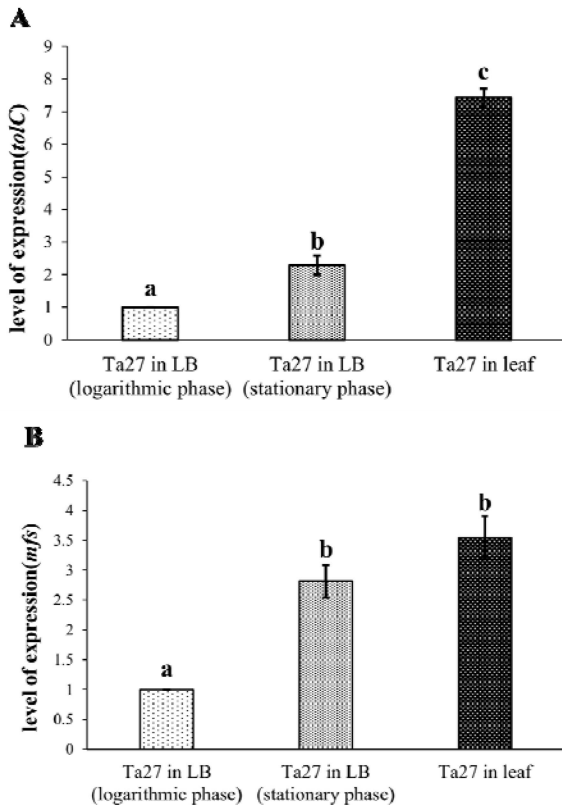 A
level of expression(tolC)
9
8
7
6
5
4
3
2
1
0
a
b
c
Ta27 in LB
(logarithmic phase)
Ta27 in LB
(stationary phase)
Ta27 in leaf
B
level of expression(mfs)
4.5
4
3.5
3
2.5
2
1.5
1
0.5
0
a
b
b
Ta27 in LB
(logarithmic phase)
Ta27 in LB
(stationary phase)
Ta27 in leaf